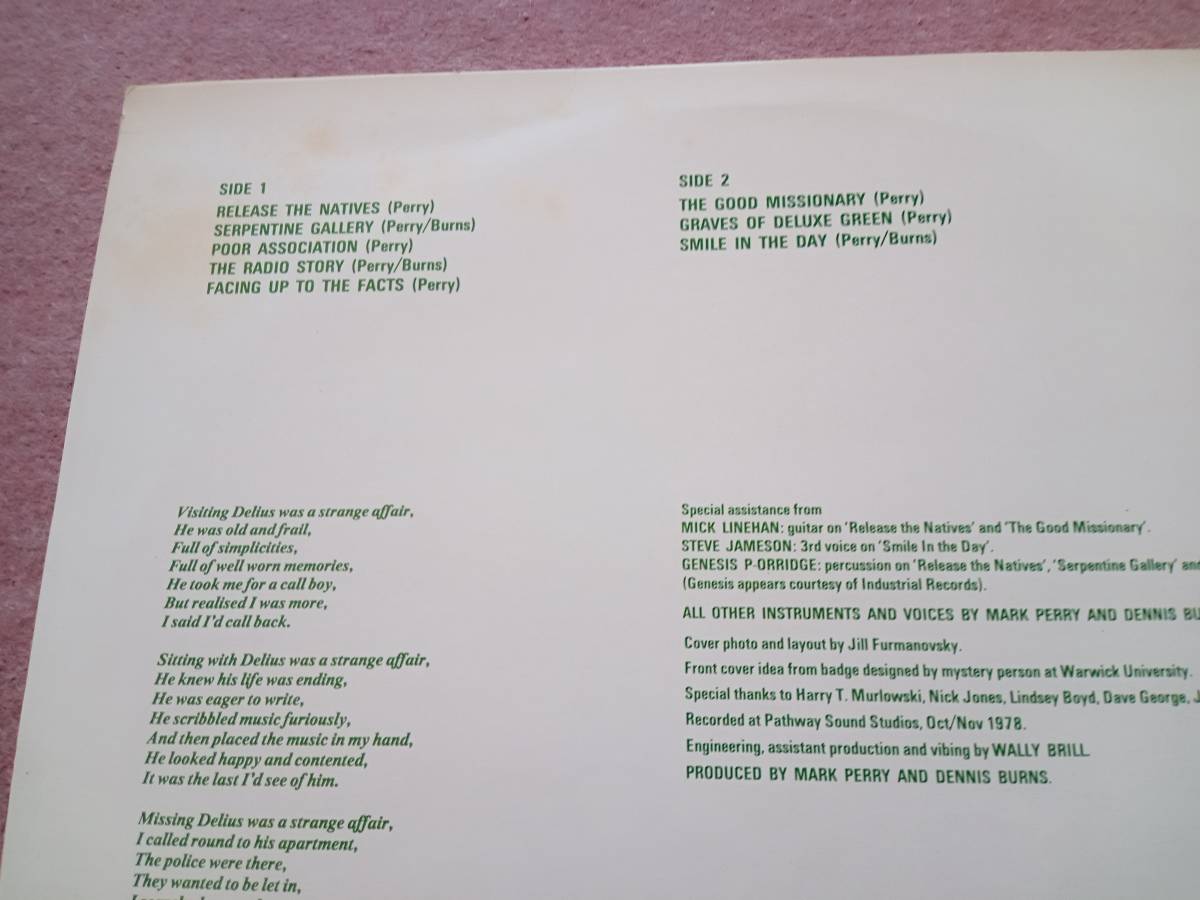 SIDE 1
RELEASE THE NATIVES (Perry)
SERPENTINE GALLERY (Perry/Burns)
POOR ASSOCIATION (Perry)
THE RADIO STORY (Perry/Burns)
FACING UP TO THE FACTS (Perry)
SIDE 2
THE GOOD MISSIONARY (Perry)
GRAVES OF DELUXE GREEN (Perry)
SMILE IN THE DAY (Perry/Burns)
Visiting Delius was a strange affair,
He was old and frail,
Full of simplicities,
Full of well worn memories,
He took me for a call boy,
But realised I was more,
I said I'd call back.
Sitting with Delius was a strange affair,
He knew his life was ending,
He was eager to write,
He scribbled music furiously,
And then placed the music in my hand,
He looked happy and contented,
It was the last I'd see of him.
Missing Delius was a strange affair,
I called round to his apartment,
The police were there,
They wanted to be let in,
Special assistance from
MICK LINEHAN: guitar on 'Release the Natives' and 'The Good Missionary'.
STEVE JAMESON: 3rd voice on 'Smile In the Day'.
GENESIS P-ORRIDGE: percussion on 'Release the Natives', 'Serpentine Gallery' and
(Genesis appears courtesy of Industrial Records).
ALL OTHER INSTRUMENTS AND VOICES BY MARK PERRY AND DENNIS BU
Cover photo and layout by Jill Furmanovsky.
Front cover idea from badge designed by mystery person at Warwick University.
Special thanks to Harry T. Murlowski, Nick Jones, Lindsey Boyd, Dave George, J
Recorded at Pathway Sound Studios, Oct/Nov 1978.
Engineering, assistant production and vibing by WALLY BRILL
PRODUCED BY MARK PERRY AND DENNIS BURNS.